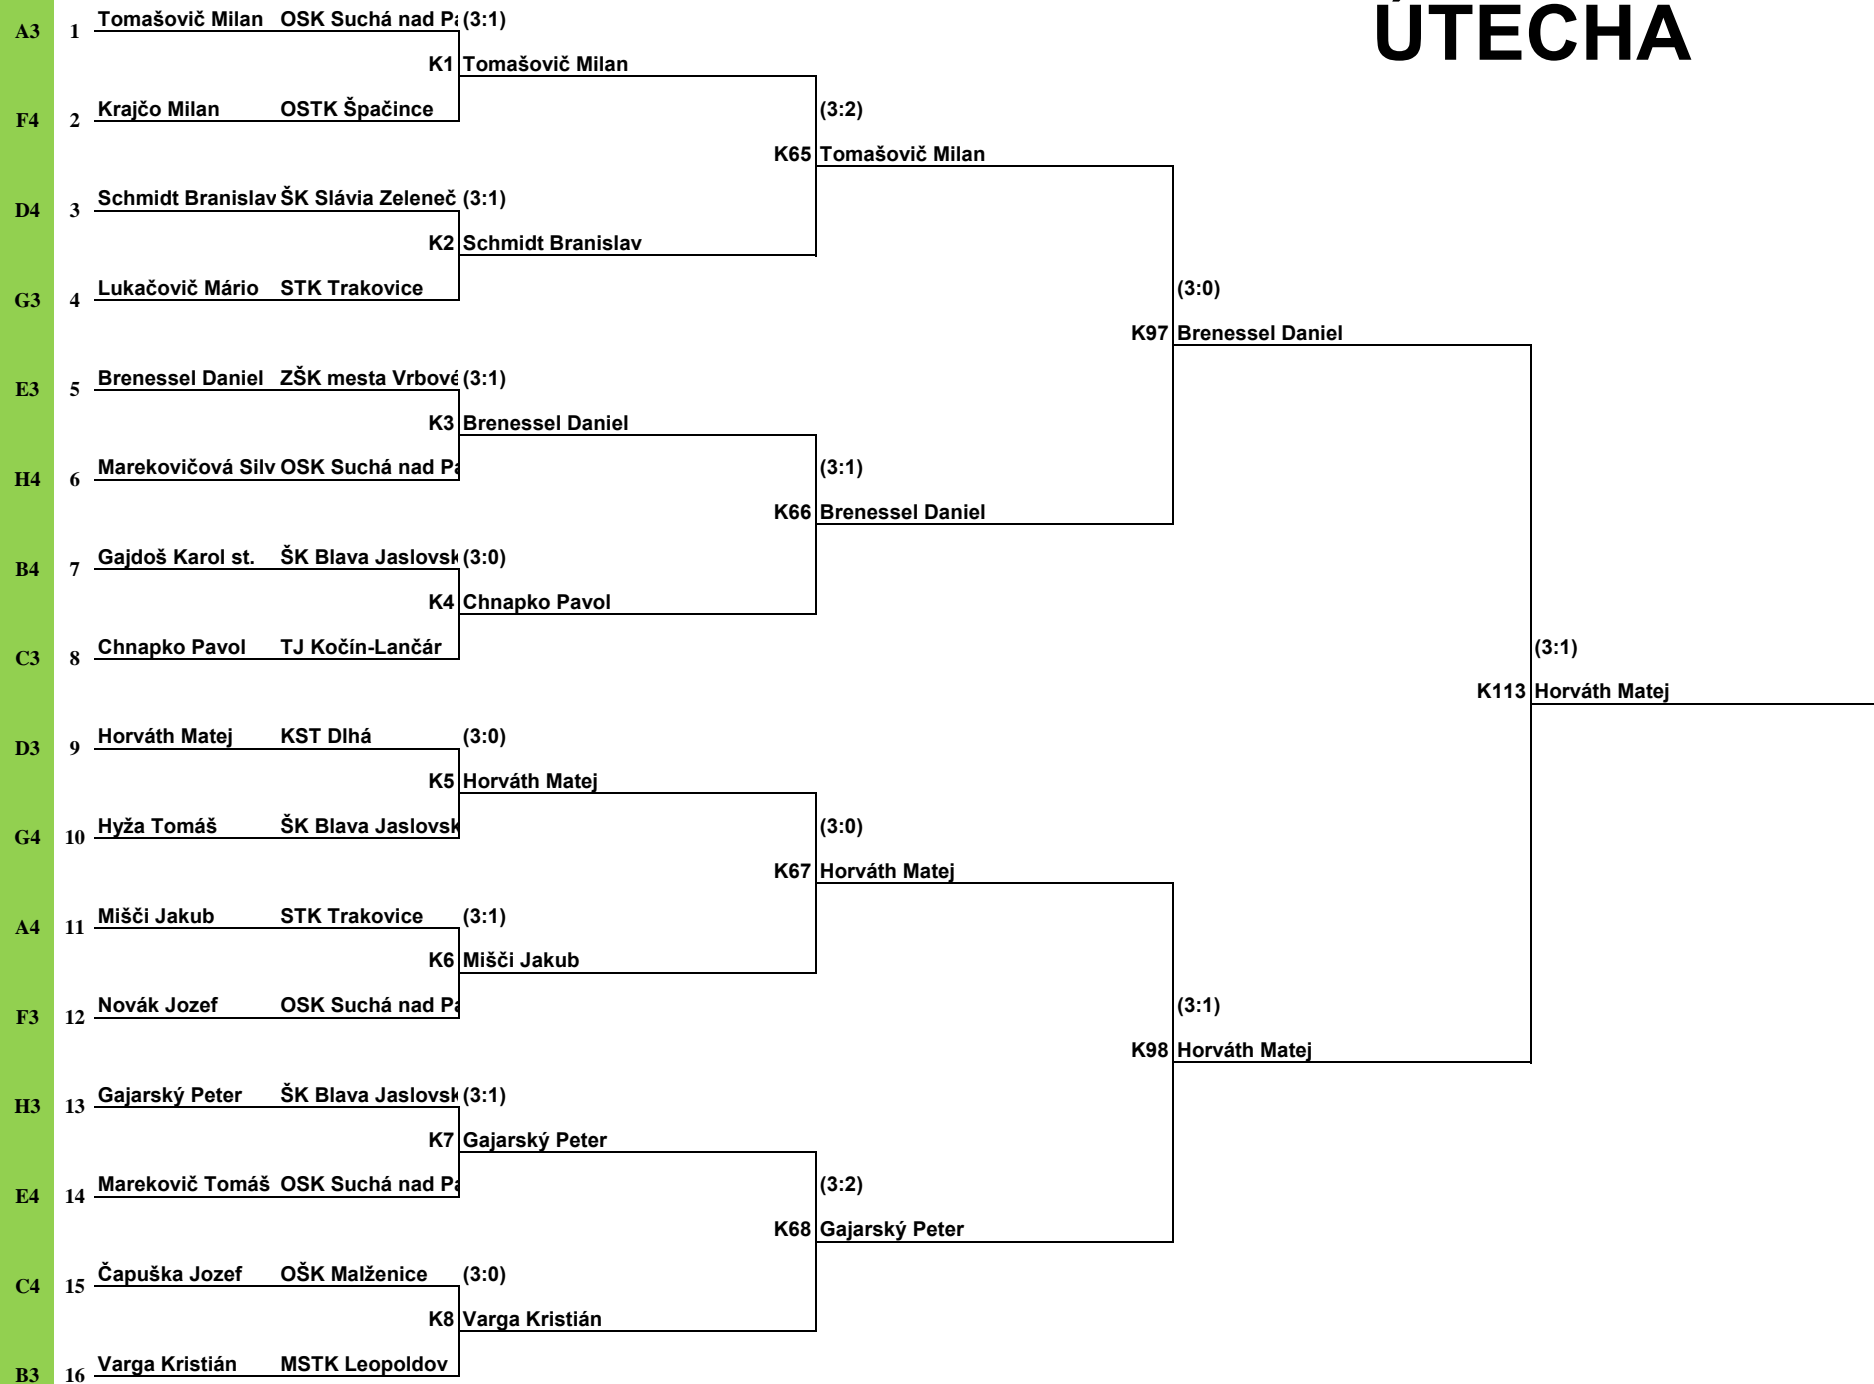 ÚTECHA
A3 1 Tomašovič Milan OSK Suchá nad Pa (3:1)
K1 Tomašovič Milan
F4 2 Krajčo Milan OSTK Špačince (3:2)
K65 Tomašovič Milan
D4 3 Schmidt Branislav ŠK Slávia Zeleneč (3:1)
K2 Schmidt Branislav
G3 4 Lukačovič Mário STK Trakovice (3:0)
K97 Brenessel Daniel
E3 5 Brenessel Daniel ZŠK mesta Vrbové (3:1)
K3 Brenessel Daniel
H4 6 Marekovičová Silv OSK Suchá nad Pa (3:1)
K66 Brenessel Daniel
B4 7 Gajdoš Karol st. ŠK Blava Jaslovsk (3:0)
K4 Chnapko Pavol
C3 8 Chnapko Pavol TJ Kočín-Lančár (3:1)
K113 Horváth Matej
D3 9 Horváth Matej KST Dlhá (3:0)
K5 Horváth Matej
G4 10 Hyža Tomáš ŠK Blava Jaslovsk (3:0)
K67 Horváth Matej
A4 11 Mišči Jakub STK Trakovice (3:1)
K6 Mišči Jakub
F3 12 Novák Jozef OSK Suchá nad Pa (3:1)
K98 Horváth Matej
H3 13 Gajarský Peter ŠK Blava Jaslovsk (3:1)
K7 Gajarský Peter
E4 14 Marekovič Tomáš OSK Suchá nad Pa (3:2)
K68 Gajarský Peter
C4 15 Čapuška Jozef OŠK Malženice (3:0)
K8 Varga Kristián
B3 16 Varga Kristián MSTK Leopoldov